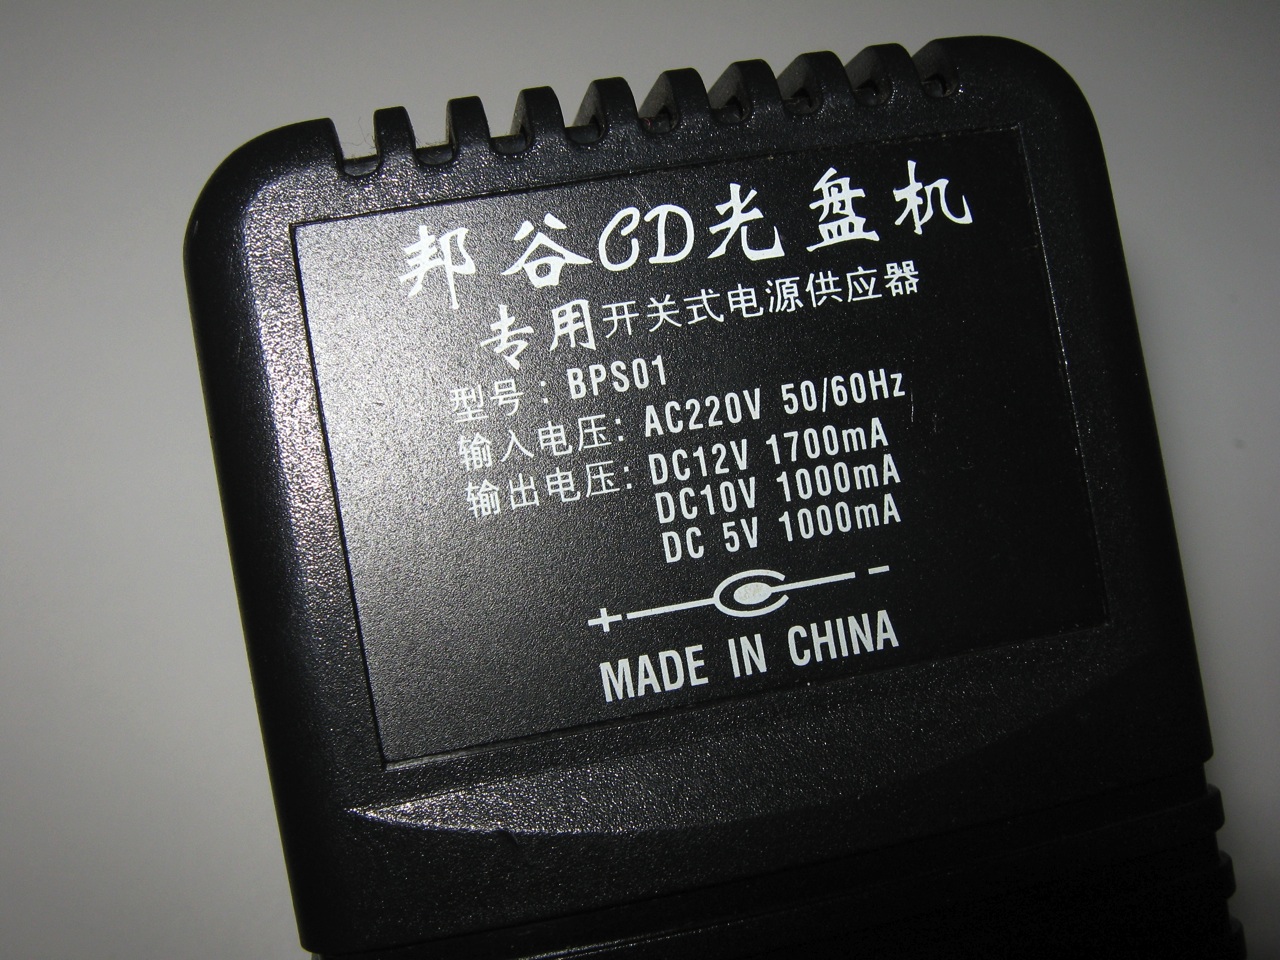 邦谷CD光盘机
专用开关式电源供应器
型号：BPS01
输入电压：AC220V 50/60Hz
输出电压：DC12V 1700mA
DC10V 1000mA
DC 5V 1000mA
+ -
MADE IN CHINA